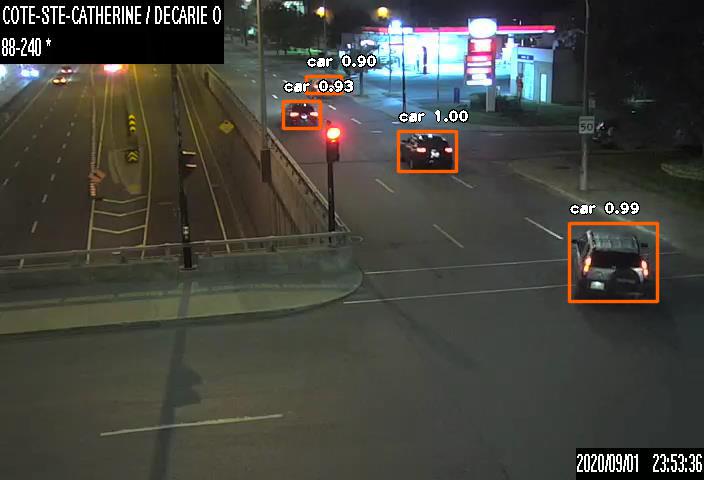 COTE-STE-CATHERINE / DECARIE O
88-240 *
car 0.90
car 0.93
car 1.00
50
car 0.99
2020/09/01 23:53:36